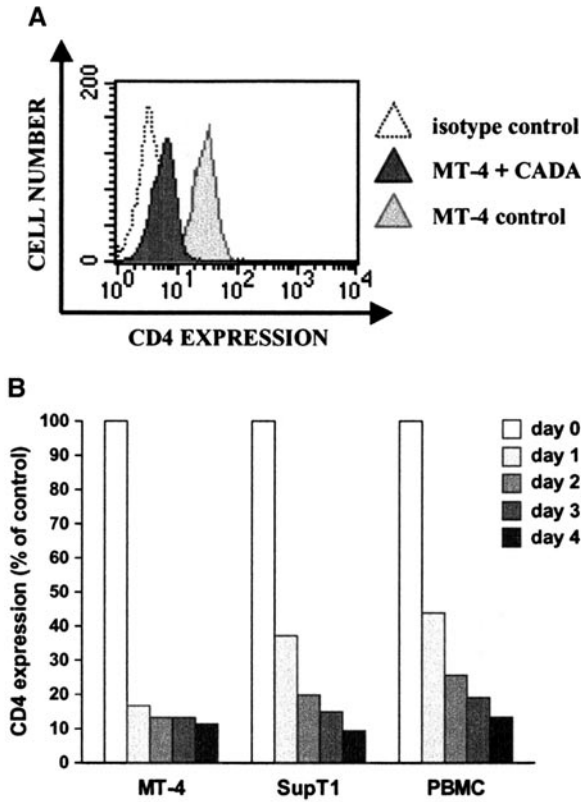 A
CELL NUMBER
200
0
10^0 10^1 10^2 10^3 10^4
CD4 EXPRESSION
isotype control
MT-4 + CADA
MT-4 control
B
CD4 expression (% of control)
100
90
80
70
60
50
40
30
20
10
0
MT-4 SupT1 PBMC
day 0
day 1
day 2
day 3
day 4